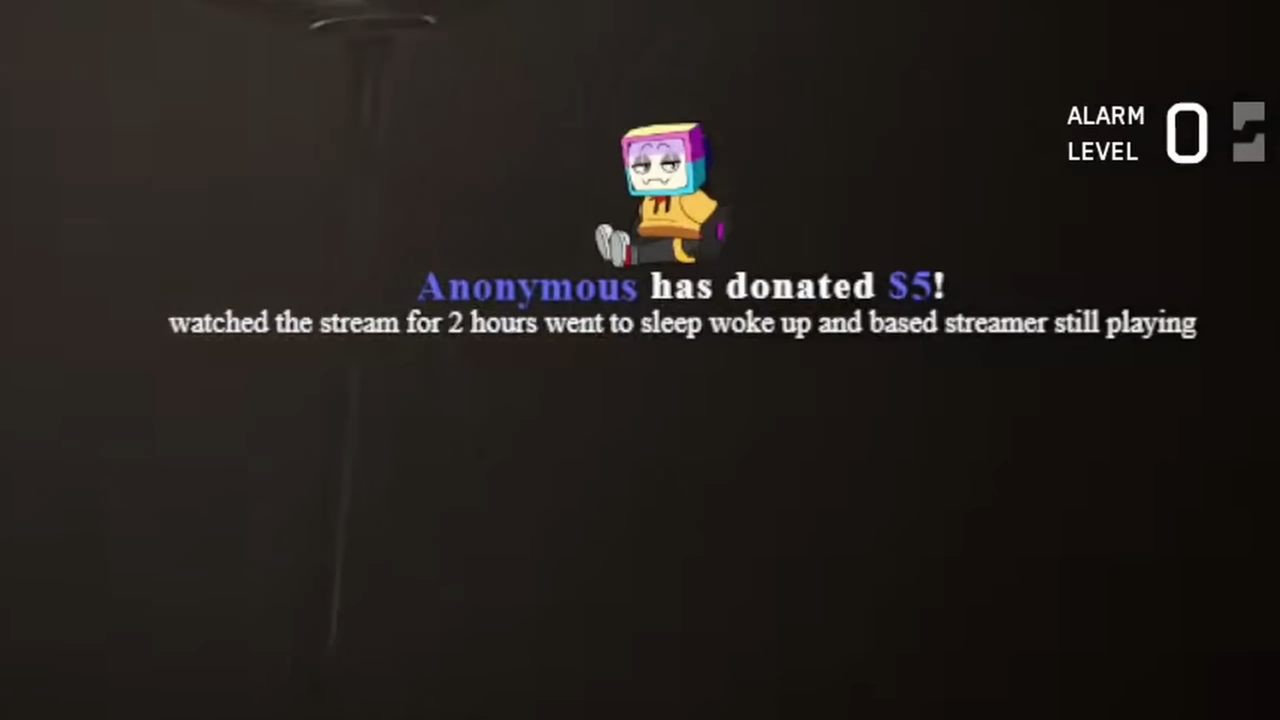 ALARM
LEVEL 0
Anonymous has donated $5!
watched the stream for 2 hours went to sleep woke up and based streamer still playing